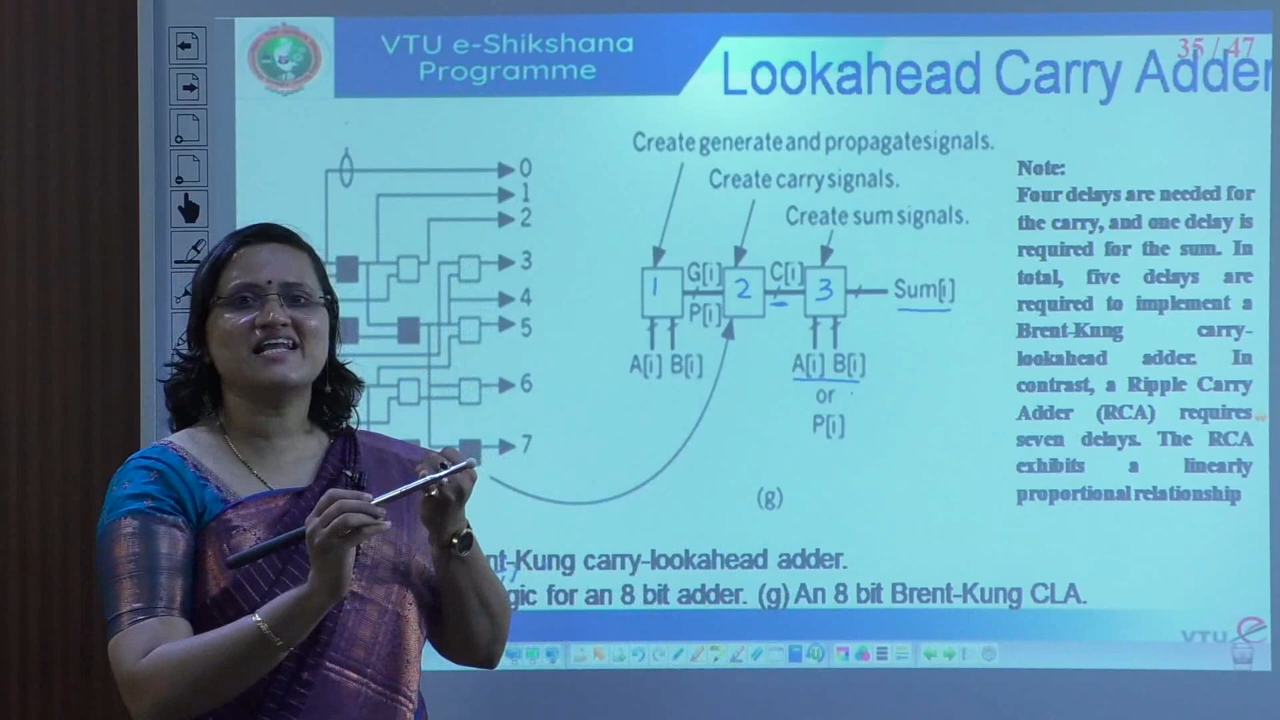 VTU e-Shikshana
Programme
Lookahead Carry Adder
35 / 47
Create generate and propagatesignals.
Create carry signals.
Create sum signals.
0
1
2
3
4
5
6
7
G[i]
P[i]
C[i]
1
2
3
Sum[i]
A[i] B[i]
A[i] B[i]
or
P[i]
(g)
Note:
Four delays are needed for
the carry, and one delay is
required for the sum. In
total, five delays are
required to implement a
Brent-Kung carry-
lookahead adder. In
contrast, a Ripple Carry
Adder (RCA) requires
seven delays. The RCA
exhibits a linearly
proportional relationship
nt-Kung carry-lookahead adder.
gic for an 8 bit adder. (g) An 8 bit Brent-Kung CLA.
VTU e